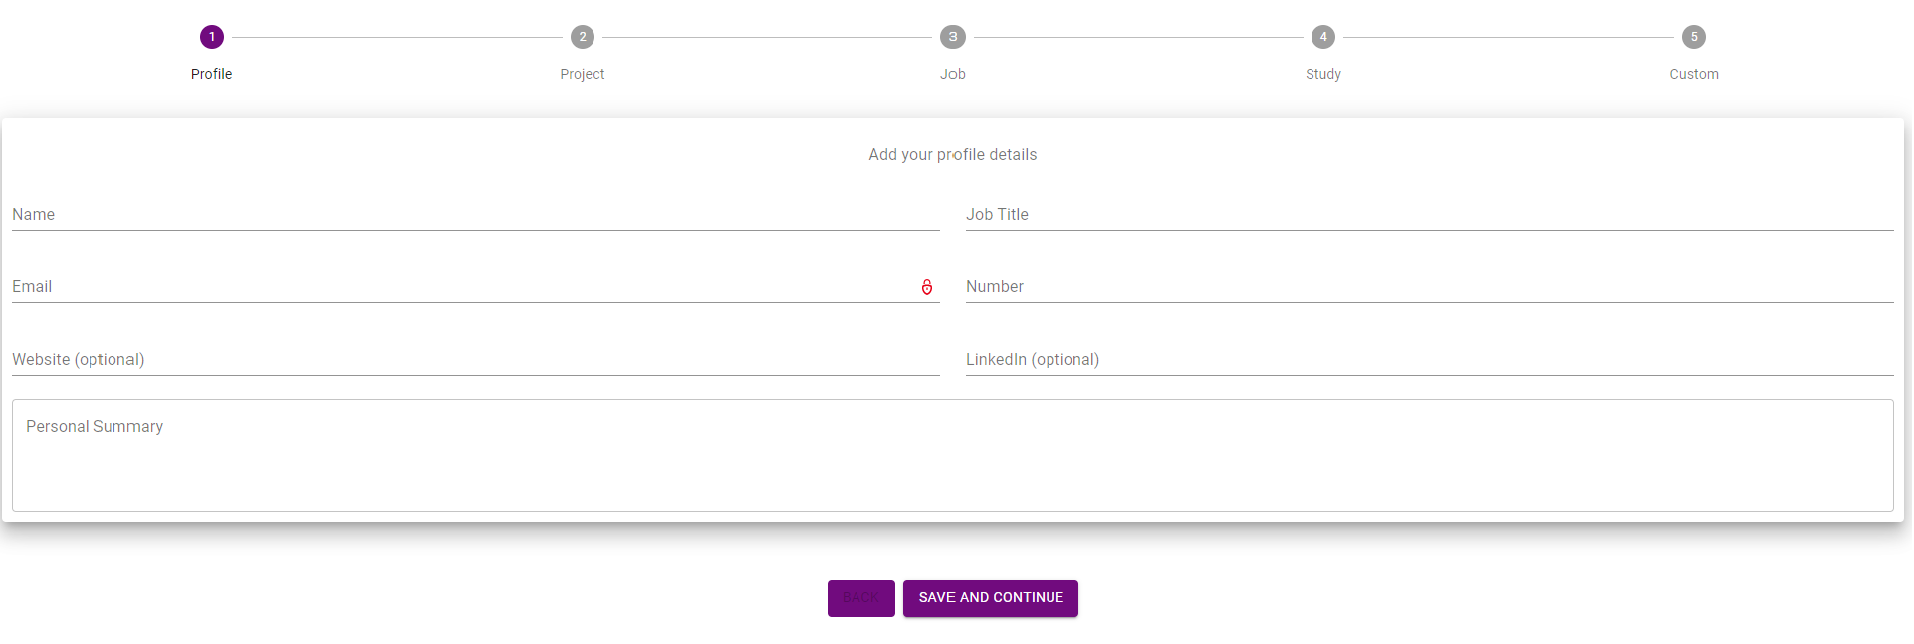 1 2 3 4 5
Profile Project Job Study Custom
Add your profile details
Name Job Title
Email Number
Website (optional) LinkedIn (optional)
Personal Summary
BACK SAVE AND CONTINUE